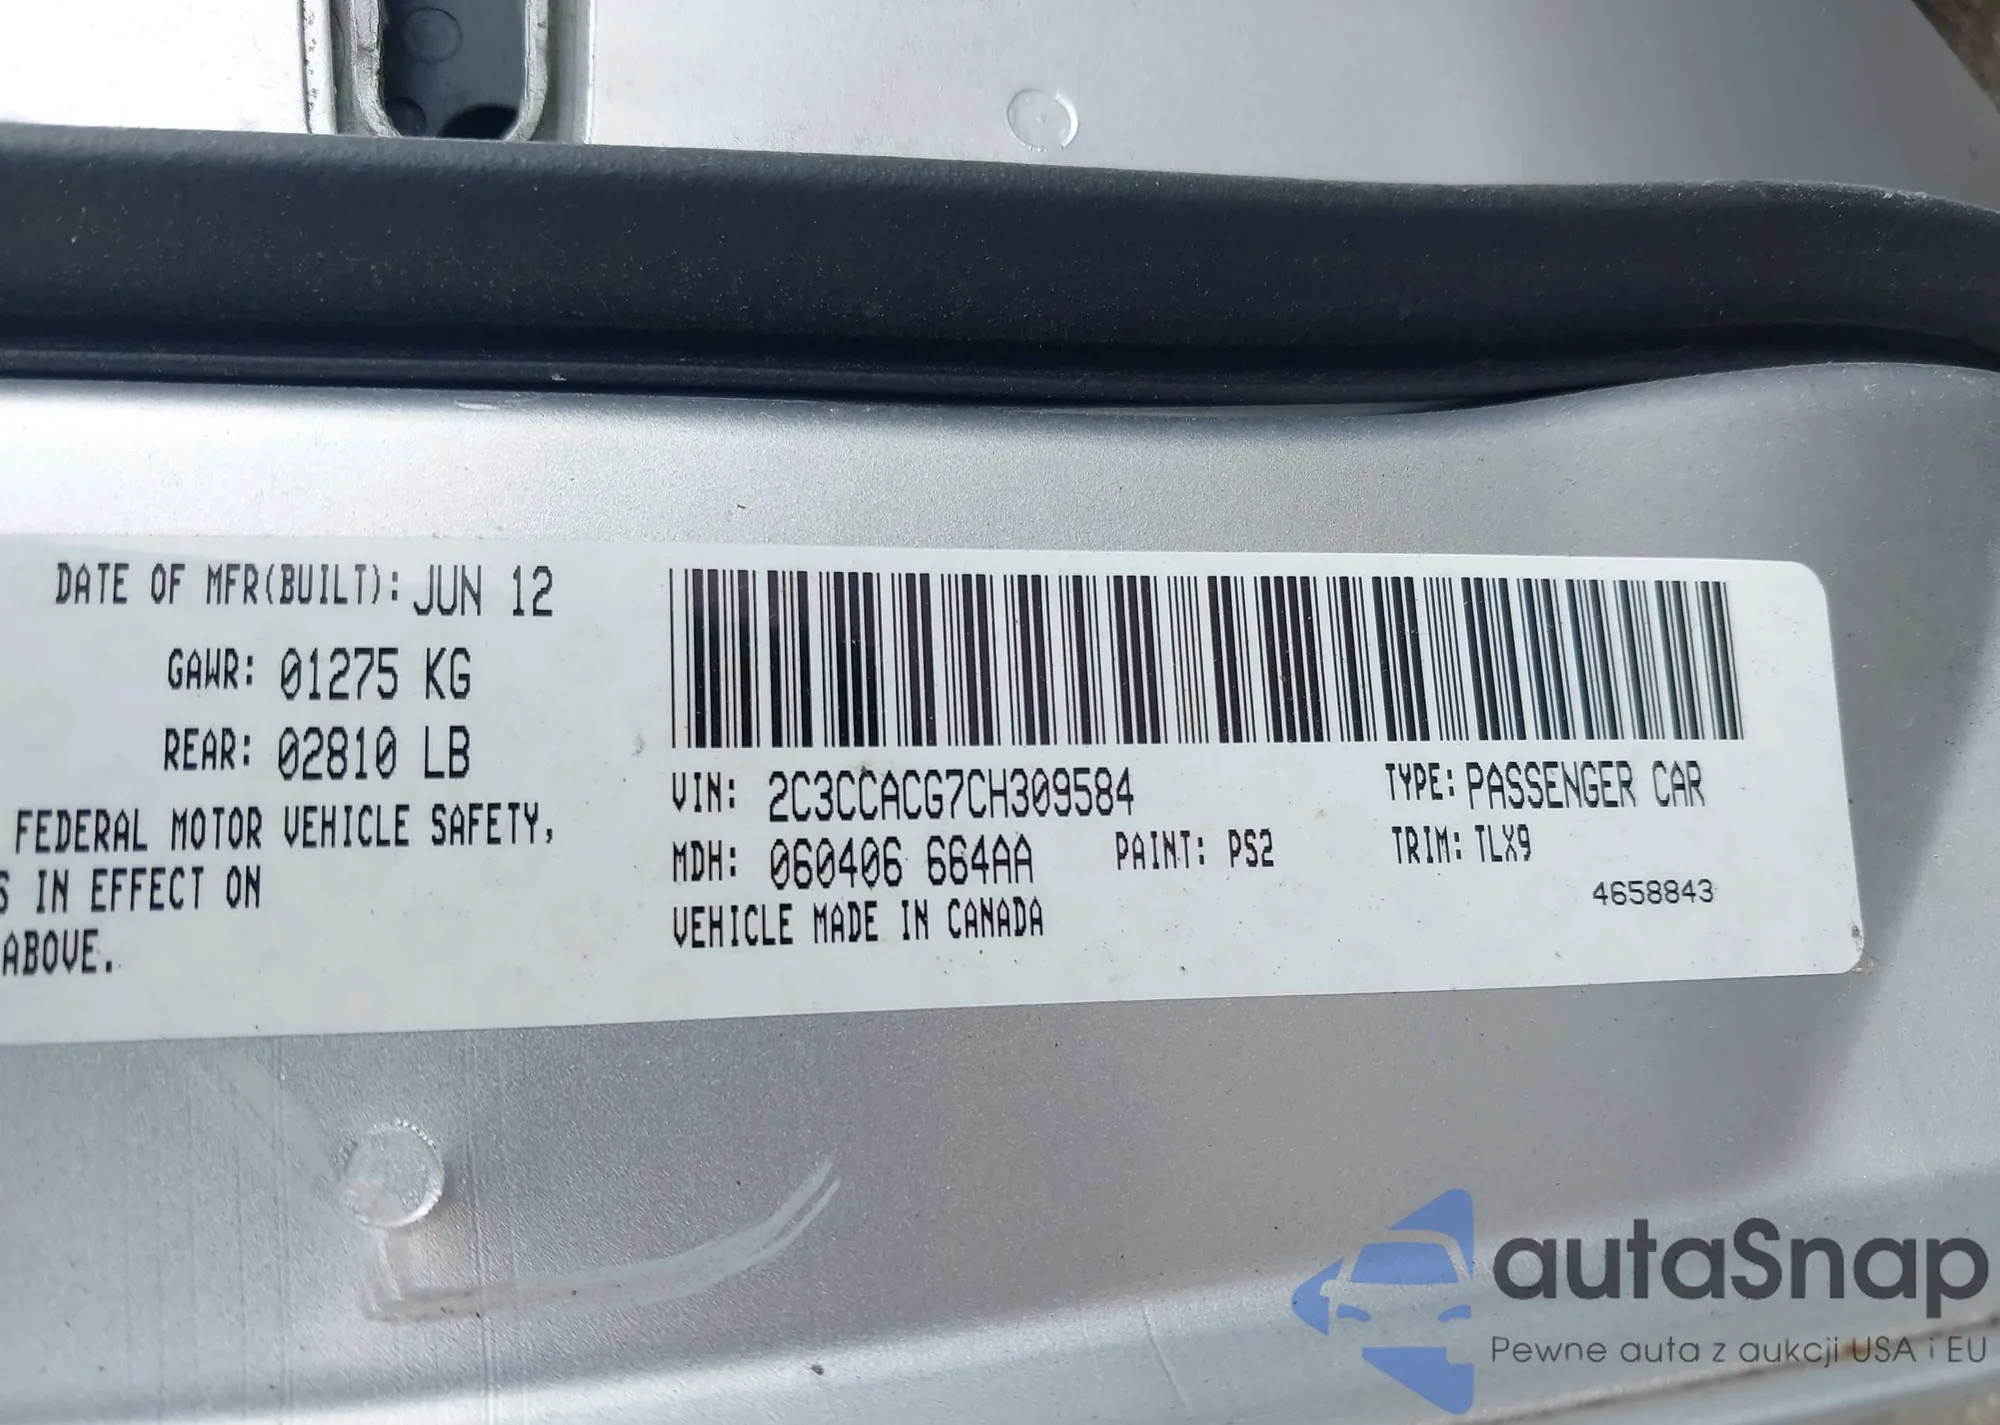 DATE OF MFR(BUILT): JUN 12
GAWR: 01275 KG
REAR: 02810 LB
FEDERAL MOTOR VEHICLE SAFETY,
S IN EFFECT ON
ABOVE.
VIN: 2C3CCACG7CH309584
TYPE: PASSENGER CAR
MDH: 060406 664AA
PAINT: PS2
TRIM: TLX9
VEHICLE MADE IN CANADA
4658843
autaSnap
Pewne auta z aukcji USA i EU